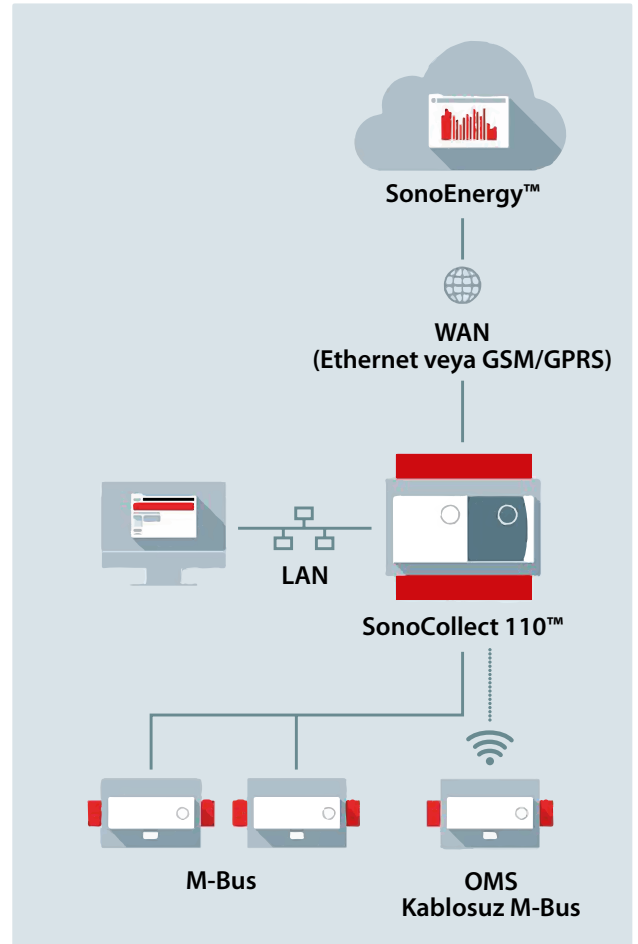 SonoEnergy™
WAN
(Ethernet veya GSM/GPRS)
LAN
SonoCollect 110™
M-Bus
OMS
Kablosuz M-Bus